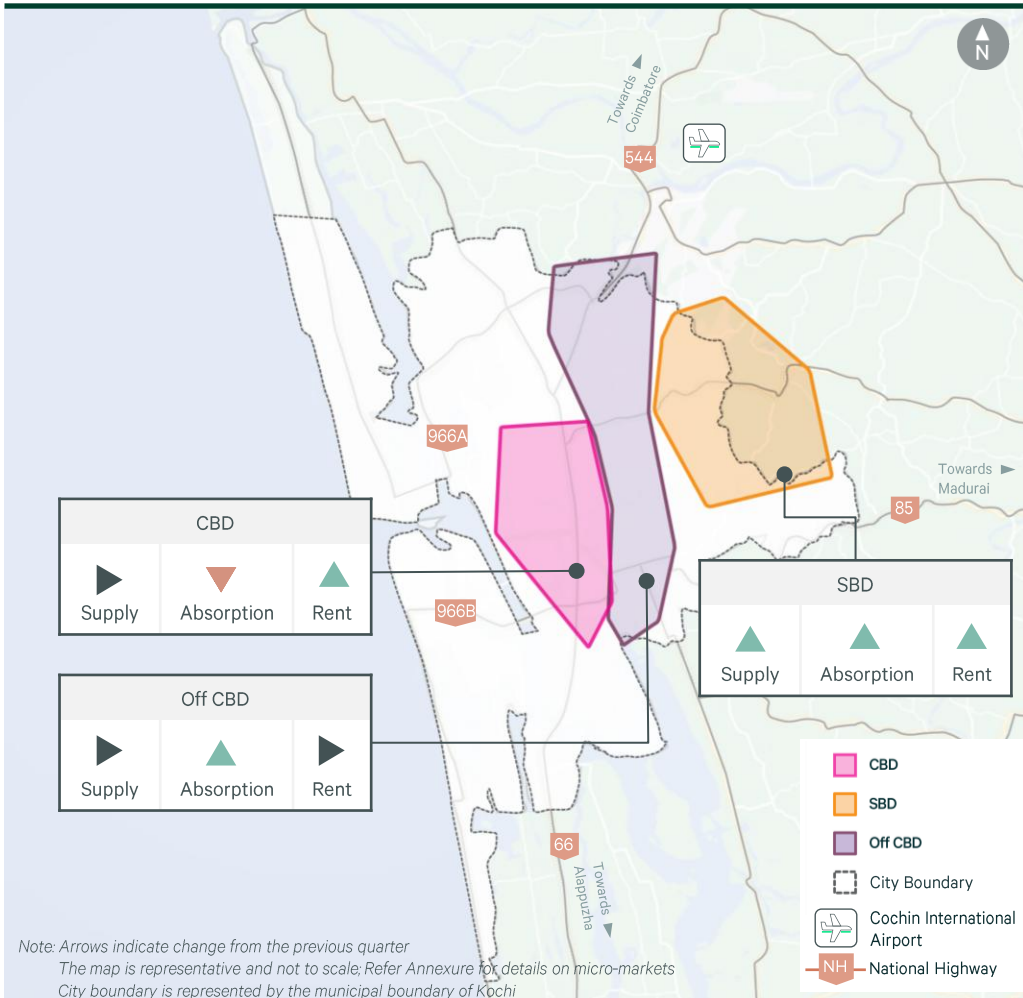 N
Towards
Coimbatore
544
966A
Towards
Madurai
85
CBD
Supply
Absorption
Rent
966B
SBD
Supply
Absorption
Rent
Off CBD
Supply
Absorption
Rent
CBD
SBD
Off CBD
City Boundary
Cochin International
Airport
NH
National Highway
66
Towards
Alappuzha
Note: Arrows indicate change from the previous quarter
The map is representative and not to scale; Refer Annexure for details on micro-markets
City boundary is represented by the municipal boundary of Kochi